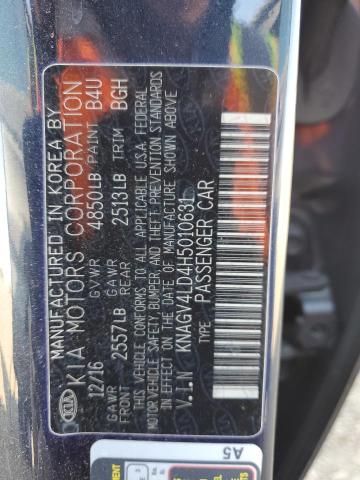 MANUFACTURED IN KOREA BY
KIA MOTORS CORPORATION
KIA
12/16 GVWR 4850LB PAINT B4U
GAWR FRONT 2557LB GAWR REAR 2513LB TRIM BGH
THIS VEHICLE CONFORMS TO ALL APPLICABLE U.S.A. FEDERAL
MOTOR VEHICLE SAFETY, BUMPER, AND THEFT PREVENTION STANDARDS
IN EFFECT ON THE DATE OF MANUFACTURE SHOWN ABOVE
V.I.N KNAGV4LD4H5010631
TYPE: PASSENGER CAR
A5